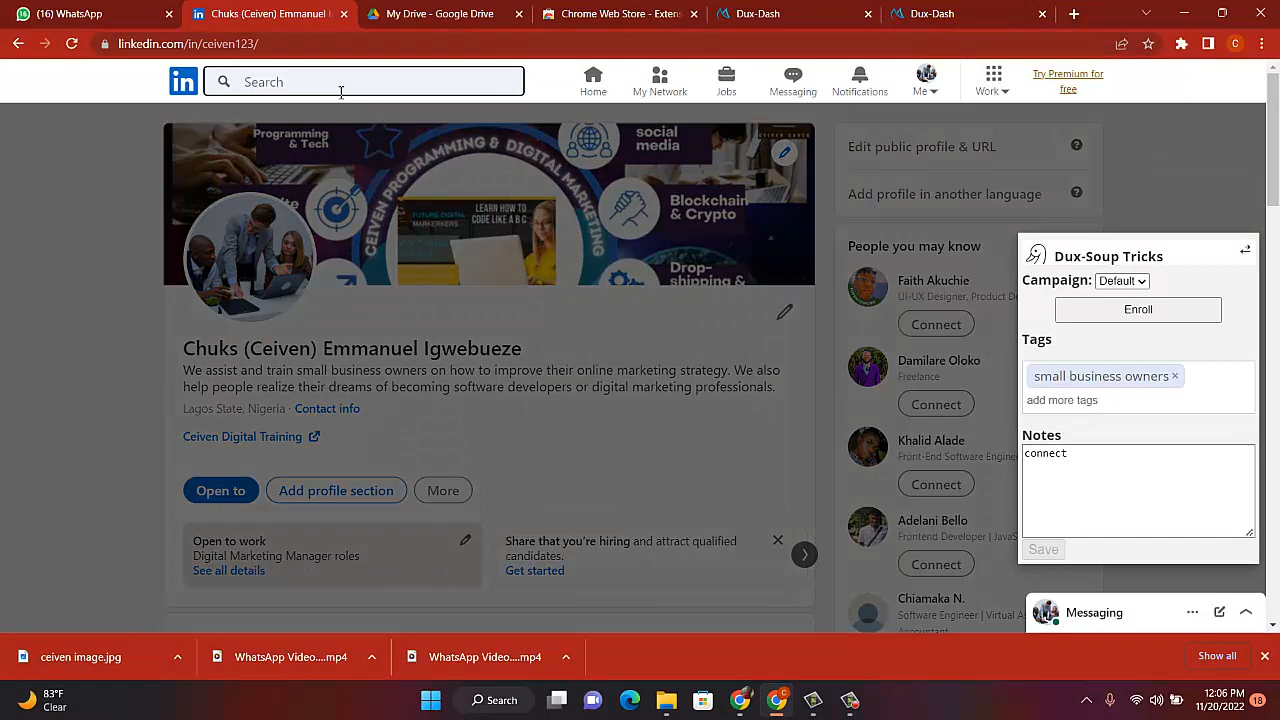 WhatsApp
Chuks (Ceiven) Emmanuel I
My Drive - Google Drive
Chrome Web Store - Extens
Dux-Dash
Dux-Dash
linkedin.com/in/ceiven123/
Search
Home
My Network
Jobs
Messaging
Notifications
Me
Work
Try Premium for
free
Programming
& Tech
CEIVEN PROGRAMMING & DIGITAL MARKETING
social
media
Blockchain
& Crypto
Drop-
shipping &
LEARN HOW TO
CODE LIKE A B C
FUTURE DIGITAL
MARKERKERS
Chuks (Ceiven) Emmanuel Igwebueze
We assist and train small business owners on how to improve their online marketing strategy. We also
help people realize their dreams of becoming software developers or digital marketing professionals.
Lagos State, Nigeria · Contact info
Ceiven Digital Training
Open to
Add profile section
More
Open to work
Digital Marketing Manager roles
See all details
Share that you're hiring and attract qualified
candidates.
Get started
Edit public profile & URL
Add profile in another language
People you may know
Faith Akuchie
UI-UX Designer, Product De
Connect
Damilare Oloko
Freelance
Connect
Khalid Alade
Front-End Software Engine
Connect
Adelani Bello
Frontend Developer | JavaS
Connect
Chiamaka N.
Software Engineer | Virtual A
Accountant
Dux-Soup Tricks
Campaign: Default
Enroll
Tags
small business owners ×
add more tags
Notes
connect
Save
Messaging
ceiven image.jpg
WhatsApp Video....mp4
WhatsApp Video....mp4
Show all
83°F
Clear
Search
12:06 PM
11/20/2022
18